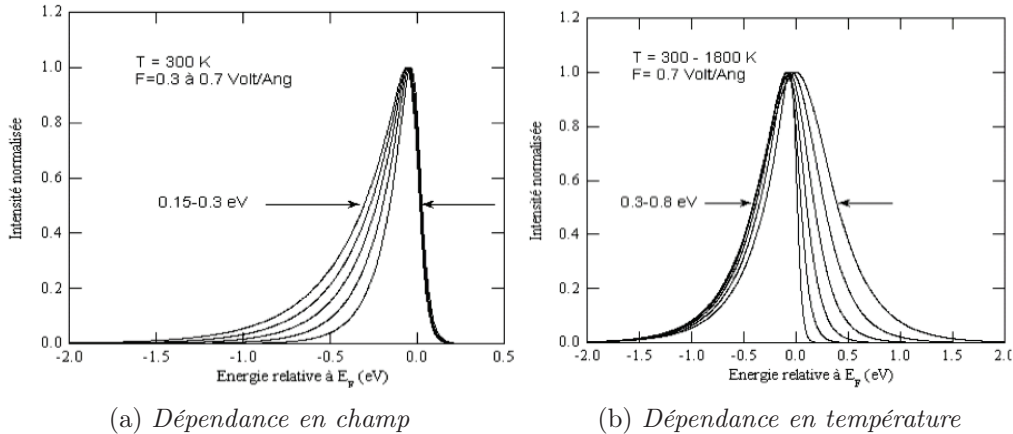 1.2
1.0
0.8
0.6
0.4
0.2
0.0
Intensité normalisée
T = 300 K
F=0.3 à 0.7 Volt/Ang
0.15-0.3 eV
-2.0 -1.5 -1.0 -0.5 0.0 0.5
Energie relative à E_F (eV)
(a) Dépendance en champ
1.2
1.0
0.8
0.6
0.4
0.2
0.0
Intensité normalisée
T = 300 - 1800 K
F= 0.7 Volt/Ang
0.3-0.8 eV
-2.0 -1.5 -1.0 -0.5 0.0 0.5 1.0 1.5 2.0
Energie relative à E_F (eV)
(b) Dépendance en température